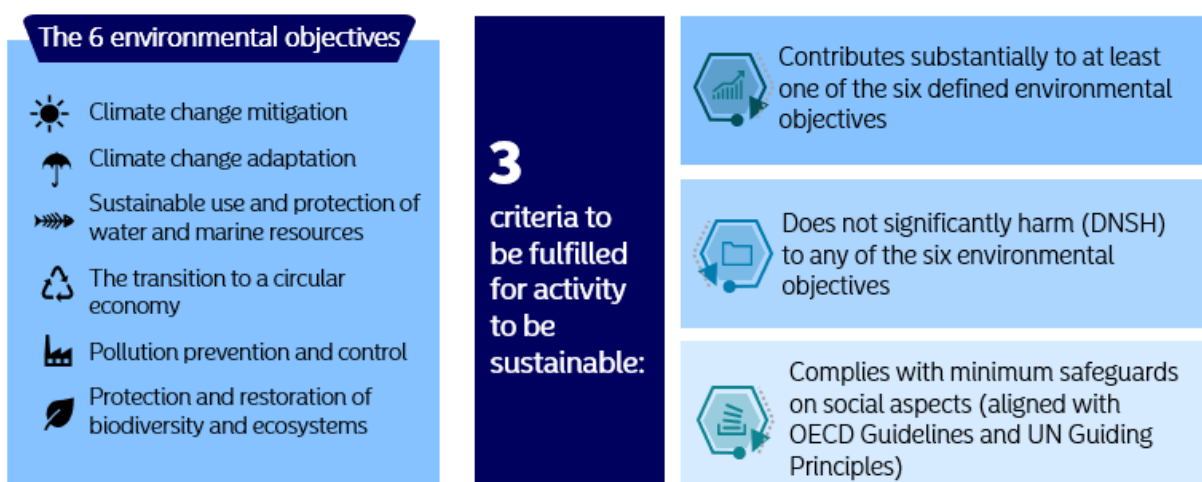 The 6 environmental objectives
Climate change mitigation
Climate change adaptation
Sustainable use and protection of
water and marine resources
The transition to a circular
economy
Pollution prevention and control
Protection and restoration of
biodiversity and ecosystems
3
criteria to
be fulfilled
for activity
to be
sustainable:
Contributes substantially to at least
one of the six defined environmental
objectives
Does not significantly harm (DNSH)
to any of the six environmental
objectives
Complies with minimum safeguards
on social aspects (aligned with
OECD Guidelines and UN Guiding
Principles)